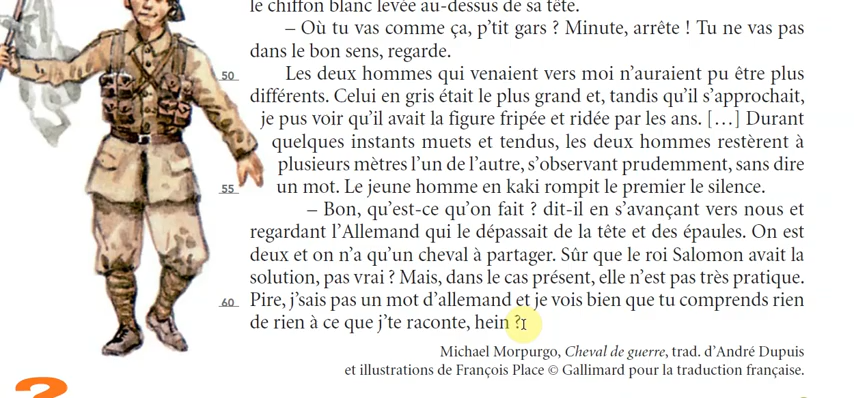 le chiffon blanc levée au-dessus de sa tête.
– Où tu vas comme ça, p'tit gars ? Minute, arrête ! Tu ne vas pas
dans le bon sens, regarde.
50 Les deux hommes qui venaient vers moi n'auraient pu être plus
différents. Celui en gris était le plus grand et, tandis qu'il s'approchait,
je pus voir qu'il avait la figure fripée et ridée par les ans. […] Durant
quelques instants muets et tendus, les deux hommes restèrent à
plusieurs mètres l'un de l'autre, s'observant prudemment, sans dire
55 un mot. Le jeune homme en kaki rompit le premier le silence.
– Bon, qu'est-ce qu'on fait ? dit-il en s'avançant vers nous et
regardant l'Allemand qui le dépassait de la tête et des épaules. On est
deux et on n'a qu'un cheval à partager. Sûr que le roi Salomon avait la
solution, pas vrai ? Mais, dans le cas présent, elle n'est pas très pratique.
60 Pire, j'sais pas un mot d'allemand et je vois bien que tu comprends rien
de rien à ce que j'te raconte, hein ?
Michael Morpurgo, Cheval de guerre, trad. d'André Dupuis
et illustrations de François Place © Gallimard pour la traduction française.